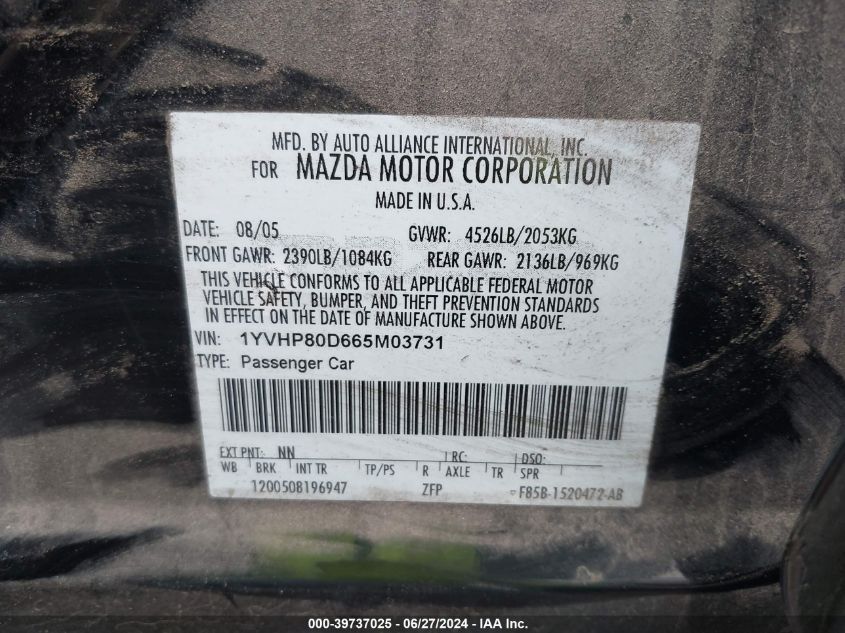 MFD. BY AUTO ALLIANCE INTERNATIONAL, INC.
FOR MAZDA MOTOR CORPORATION
MADE IN U.S.A.
DATE: 08/05 GVWR: 4526LB/2053KG
FRONT GAWR: 2390LB/1084KG REAR GAWR: 2136LB/969KG
THIS VEHICLE CONFORMS TO ALL APPLICABLE FEDERAL MOTOR
VEHICLE SAFETY, BUMPER, AND THEFT PREVENTION STANDARDS
IN EFFECT ON THE DATE OF MANUFACTURE SHOWN ABOVE.
VIN: 1YVHP80D665M03731
TYPE: Passenger Car
EXT PNT: NN RC: DSO:
WB BRK INT TR TP/PS R AXLE TR SPR
1200508196947 ZFP F85B-1520472-AB
000-39737025 - 06/27/2024 - IAA Inc.